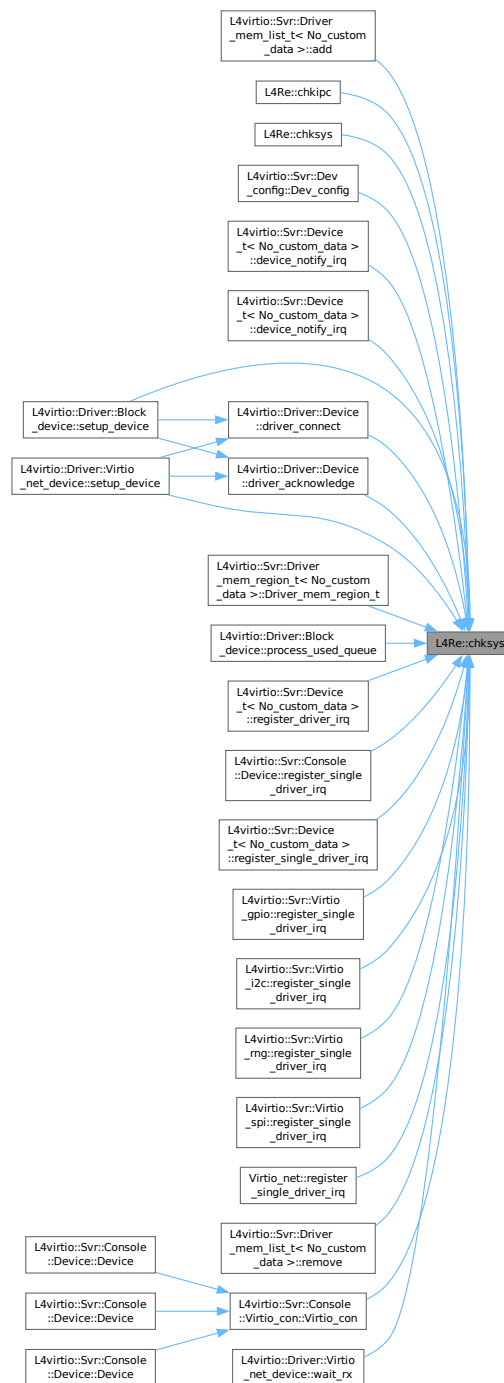 L4virtio::Svr::Driver
_mem_list_t< No_custom
_data >::add
L4Re::chkipc
L4Re::chksys
L4virtio::Svr::Dev
_config::Dev_config
L4virtio::Svr::Device
_t< No_custom_data >
::device_notify_irq
L4virtio::Svr::Device
_t< No_custom_data >
::device_notify_irq
L4virtio::Driver::Block
_device::setup_device
L4virtio::Driver::Device
::driver_connect
L4virtio::Driver::Virtio
_net_device::setup_device
L4virtio::Driver::Device
::driver_acknowledge
L4virtio::Svr::Driver
_mem_region_t< No_custom
_data >::Driver_mem_region_t
L4virtio::Driver::Block
_device::process_used_queue
L4Re::chksys
L4virtio::Svr::Device
_t< No_custom_data >
::register_driver_irq
L4virtio::Svr::Console
::Device::register_single
_driver_irq
L4virtio::Svr::Device
_t< No_custom_data >
::register_single_driver_irq
L4virtio::Svr::Virtio
_gpio::register_single
_driver_irq
L4virtio::Svr::Virtio
_i2c::register_single
_driver_irq
L4virtio::Svr::Virtio
_rng::register_single
_driver_irq
L4virtio::Svr::Virtio
_spi::register_single
_driver_irq
Virtio_net::register
_single_driver_irq
L4virtio::Svr::Driver
_mem_list_t< No_custom
_data >::remove
L4virtio::Svr::Console
::Device::Device
L4virtio::Svr::Console
::Device::Device
L4virtio::Svr::Console
::Virtio_con::Virtio_con
L4virtio::Svr::Console
::Device::Device
L4virtio::Driver::Virtio
_net_device::wait_rx